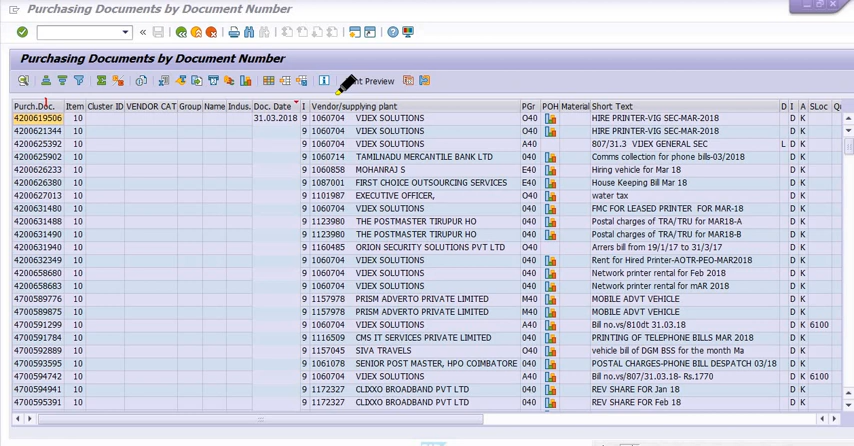 Purchasing Documents by Document Number
Purchasing Documents by Document Number
nt Preview
Purch.Doc. Item Cluster ID VENDOR CAT Group Name Indus. Doc. Date I Vendor/supplying plant PGr POH Material Short Text D I A SLoc Qu
4200619506 10 31.03.2018 9 1060704 VIJEX SOLUTIONS O40 HIRE PRINTER-VIG SEC-MAR-2018 D K
4200621344 10 9 1060704 VIJEX SOLUTIONS O40 HIRE PRINTER-VIG SEC-MAR-2018 D K
4200625392 10 9 1060704 VIJEX SOLUTIONS A40 807/31.3 VIJEX GENERAL SEC L D K
4200625902 10 9 1060714 TAMILNADU MERCANTILE BANK LTD O40 Comms collection for phone bills-03/2018 D K
4200626233 10 9 1060858 MOHANRAJ S E40 Hiring vehicle for Mar 18 D K
4200626380 10 9 1087001 FIRST CHOICE OUTSOURCING SERVICES E40 House Keeping Bill Mar 18 D K
4200627013 10 9 1101987 EXECUTIVE OFFICER, E40 water tax D K
4200631480 10 9 1060704 VIJEX SOLUTIONS O40 FMC FOR LEASED PRINTER FOR MAR-18 D K
4200631488 10 9 1123980 THE POSTMASTER TIRUPUR HO O40 Postal charges of TRA/TRU for MAR18-A D K
4200631490 10 9 1123980 THE POSTMASTER TIRUPUR HO O40 Postal charges of TRA/TRU for MAR18-B D K
4200631940 10 9 1160485 ORION SECURITY SOLUTIONS PVT LTD O40 Arrers bill from 19/1/17 to 31/3/17 D K
4200632349 10 9 1060704 VIJEX SOLUTIONS O40 Rent for Hired Printer-AOTR-PEO-MAR2018 D K
4200658680 10 9 1060704 VIJEX SOLUTIONS O40 Network printer rental for Feb 2018 D K
4200658683 10 9 1060704 VIJEX SOLUTIONS O40 Network printer rental for mAR 2018 D K
4700589776 10 9 1157978 PRISM ADVERTO PRIVATE LIMITED M40 MOBILE ADVT VEHICLE D K
4700589875 10 9 1157978 PRISM ADVERTO PRIVATE LIMITED M40 MOBILE ADVT VEHICLE D K
4700591299 10 9 1060704 VIJEX SOLUTIONS A40 Bill no.vs/810dt 31.03.18 D K 6100
4700591784 10 9 1116509 CMS IT SERVICES PRIVATE LIMITED O40 PRINTING OF TELEPHONE BILLS MAR 2018 D K
4700592889 10 9 1157045 SIVA TRAVELS O40 vehicle bill of DGM BSS for the month Ma D K
4700593595 10 9 1061078 SENIOR POST MASTER, HPO COIMBATORE O40 POSTAL CHARGES-PHONE BILL DESPATCH 03/18 D K
4700594742 10 9 1060704 VIJEX SOLUTIONS A40 Bill no.vs/807/31.03.18- Rs.1770 D K 6100
4700594941 10 9 1172327 CLIXXO BROADBAND PVT LTD O40 REV SHARE FOR Jan 18 D K
4700595391 10 9 1172327 CLIXXO BROADBAND PVT LTD O40 REV SHARE FOR Feb 18 D K